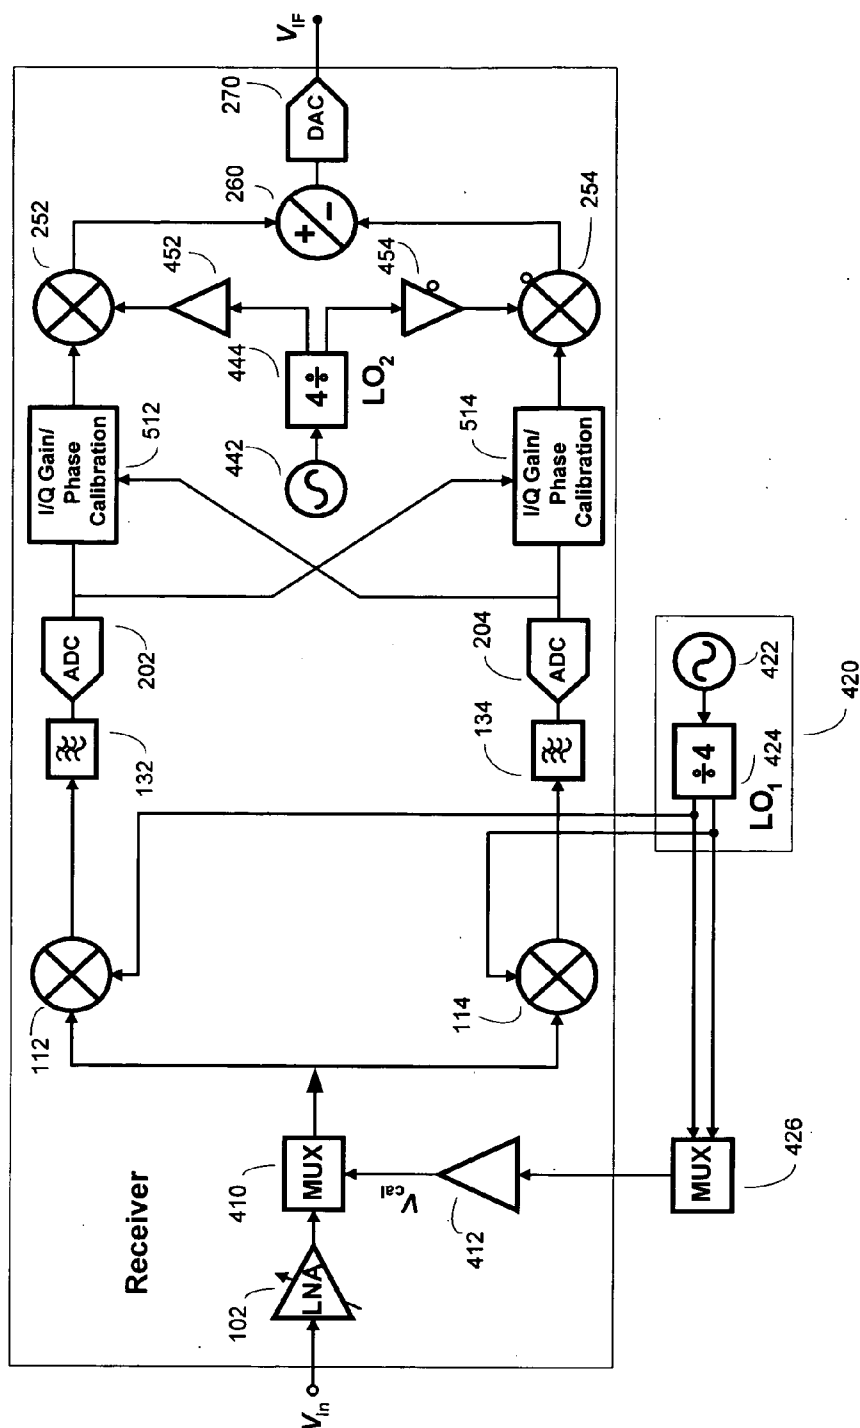 Receiver
V_in
102
LNA
410
MUX
V_cal
412
MUX
426
112
114
132
134
ADC
202
ADC
204
LO₁
÷4
424
422
420
I/Q Gain/
Phase
Calibration
512
I/Q Gain/
Phase
Calibration
514
442
444
4÷
LO₂
452
454
252
254
260
+
−
270
DAC
V_IF